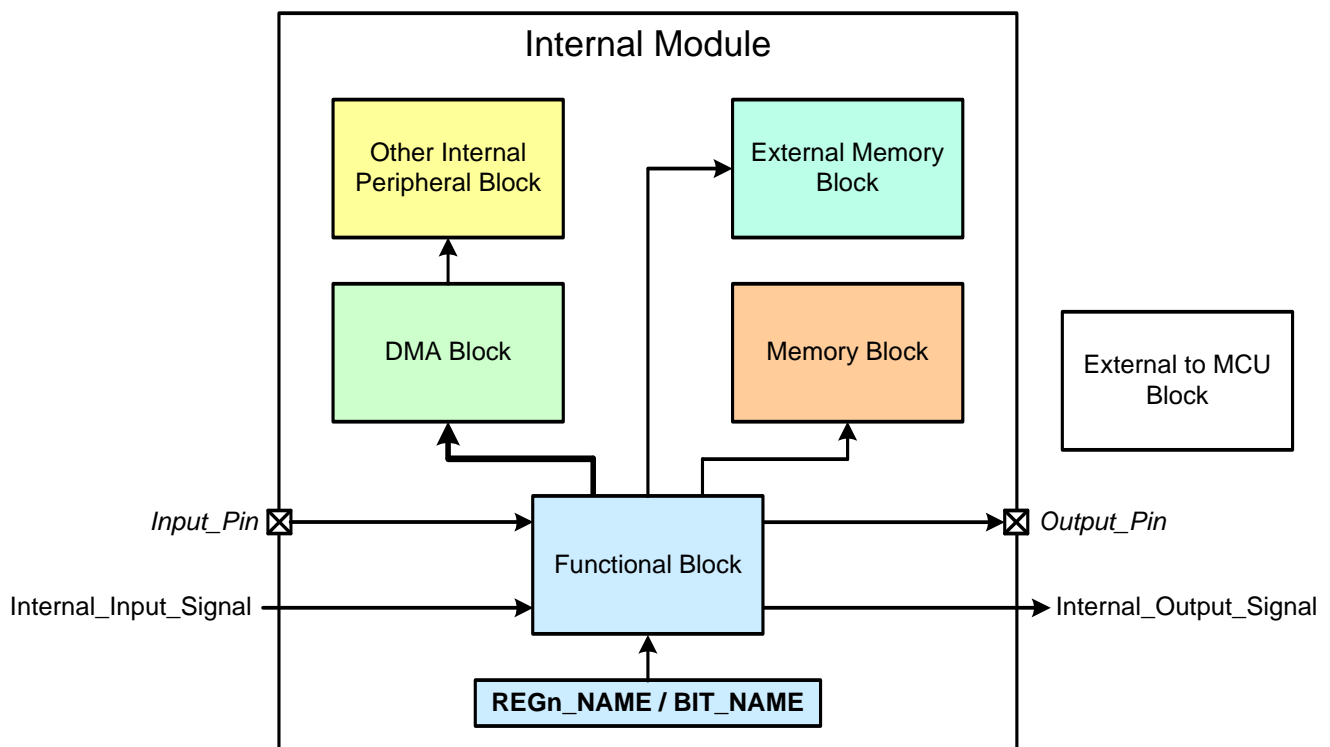 Internal Module
Other Internal
Peripheral Block
External Memory
Block
DMA Block
Memory Block
External to MCU
Block
Input_Pin
Output_Pin
Functional Block
Internal_Input_Signal
Internal_Output_Signal
REGn_NAME / BIT_NAME